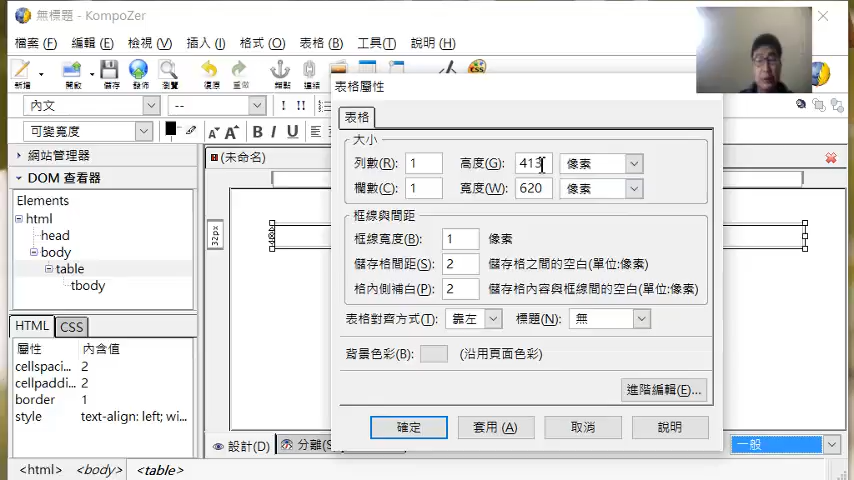 無標題 - KompoZer
檔案 (F) 編輯 (E) 檢視 (V) 插入 (I) 格式 (O) 表格 (B) 工具(T) 說明 (H)
新增 開啟 儲存 發佈 瀏覽 復原 重做 錨點 連結
內文 --
可變寬度 B I U
網站管理器
DOM 查看器
Elements
html
head
body
table
tbody
HTML CSS
屬性 內含值
cellspaci... 2
cellpaddi... 2
border 1
style text-align: left; wi...
(未命名)
32px
表格屬性
表格
大小
列數(R): 1 高度(G): 413 像素
欄數(C): 1 寬度(W): 620 像素
框線與間距
框線寬度(B): 1 像素
儲存格間距(S): 2 儲存格之間的空白(單位:像素)
格內側補白(P): 2 儲存格內容與框線間的空白(單位:像素)
表格對齊方式(T): 靠左 標題(N): 無
背景色彩(B): (沿用頁面色彩)
進階編輯(E)...
確定 套用 (A) 取消 說明
設計(D) 分離(S 一般
<html> <body> <table>